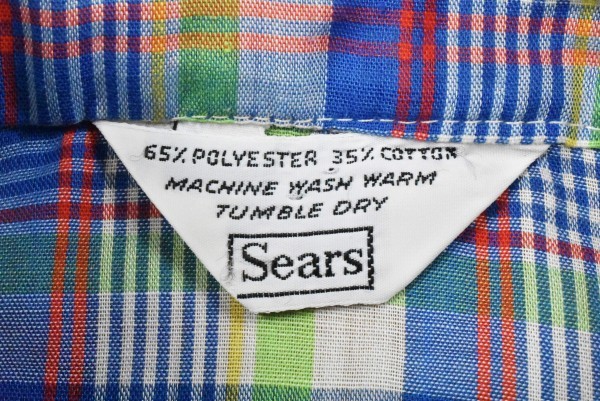 65% POLYESTER 35% COTTON
MACHINE WASH WARM
TUMBLE DRY
Sears